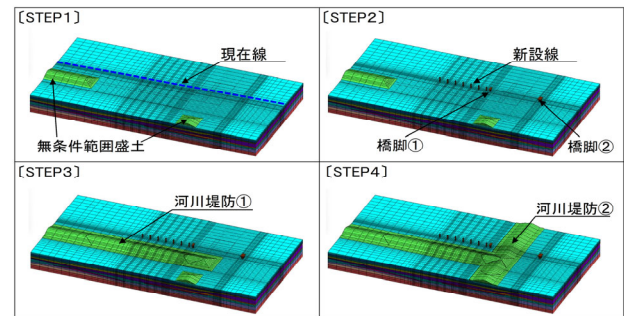 〔STEP1〕
現在線
無条件範囲盛土
〔STEP2〕
新設線
橋脚①
橋脚②
〔STEP3〕
河川堤防①
〔STEP4〕
河川堤防②